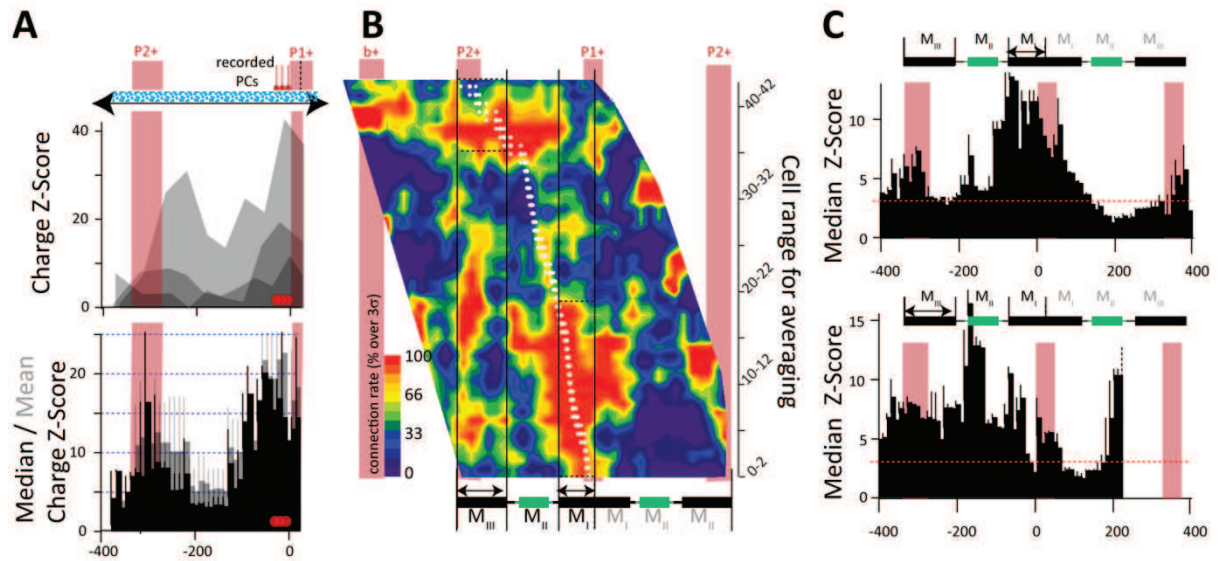 A
P2+
P1+
recorded
PCs
Charge Z-Score
40
20
0
Median / Mean
Charge Z-Score
20
15
10
5
-400
-200
0
B
b+
P2+
P1+
P2+
connection rate (% over 3σ)
100
66
33
0
Cell range for averaging
40-42
30-32
20-22
10-12
0-2
MIII
MII
MI
MI
MII
MII
C
MIII
MII
MI
MI
MII
MIII
Median Z-Score
10
5
0
-400
-200
0
200
400
MIII
MII
MI
MI
MII
MIII
Median Z-Score
15
10
5
0
-400
-200
0
200
400